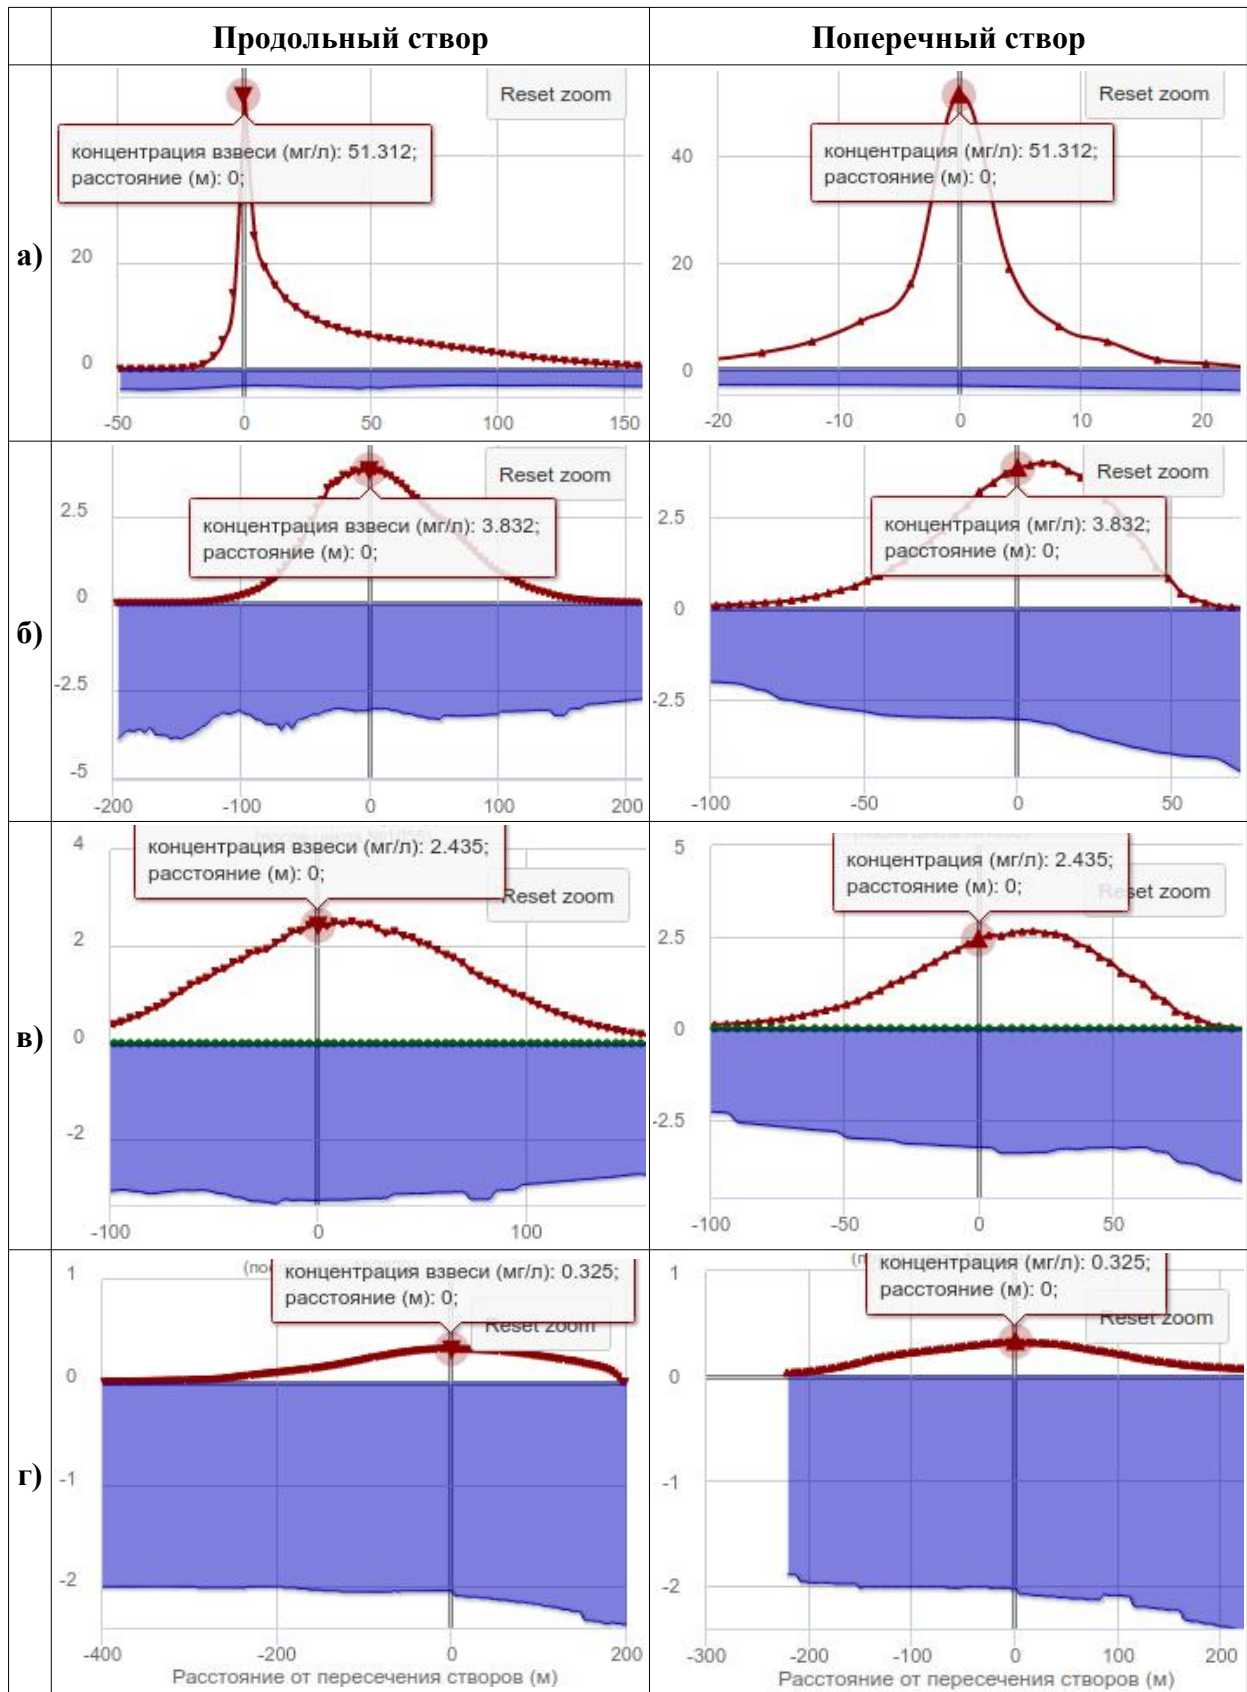 Продольный створ
Поперечный створ
а)
Reset zoom
концентрация взвеси (мг/л): 51.312;
расстояние (м): 0;
20
0
-50 0 50 100 150
Reset zoom
концентрация (мг/л): 51.312;
расстояние (м): 0;
40
20
0
-20 -10 0 10 20
б)
Reset zoom
концентрация взвеси (мг/л): 3.832;
расстояние (м): 0;
2.5
0
-2.5
-5
-200 -100 0 100 200
Reset zoom
концентрация (мг/л): 3.832;
расстояние (м): 0;
2.5
0
-2.5
-100 0 50
в)
концентрация взвеси (мг/л): 2.435;
расстояние (м): 0;
Reset zoom
4
2
0
-2
-100 0 100
концентрация (мг/л): 2.435;
расстояние (м): 0;
Reset zoom
5
2.5
0
-2.5
-100 -50 0 50
г)
концентрация взвеси (мг/л): 0.325;
расстояние (м): 0;
Reset zoom
1
0
-1
-2
-400 -200 0 200
Расстояние от пересечения створов (м)
концентрация (мг/л): 0.325;
расстояние (м): 0;
Reset zoom
1
0
-1
-2
-300 -200 -100 0 100 200
Расстояние от пересечения створов (м)